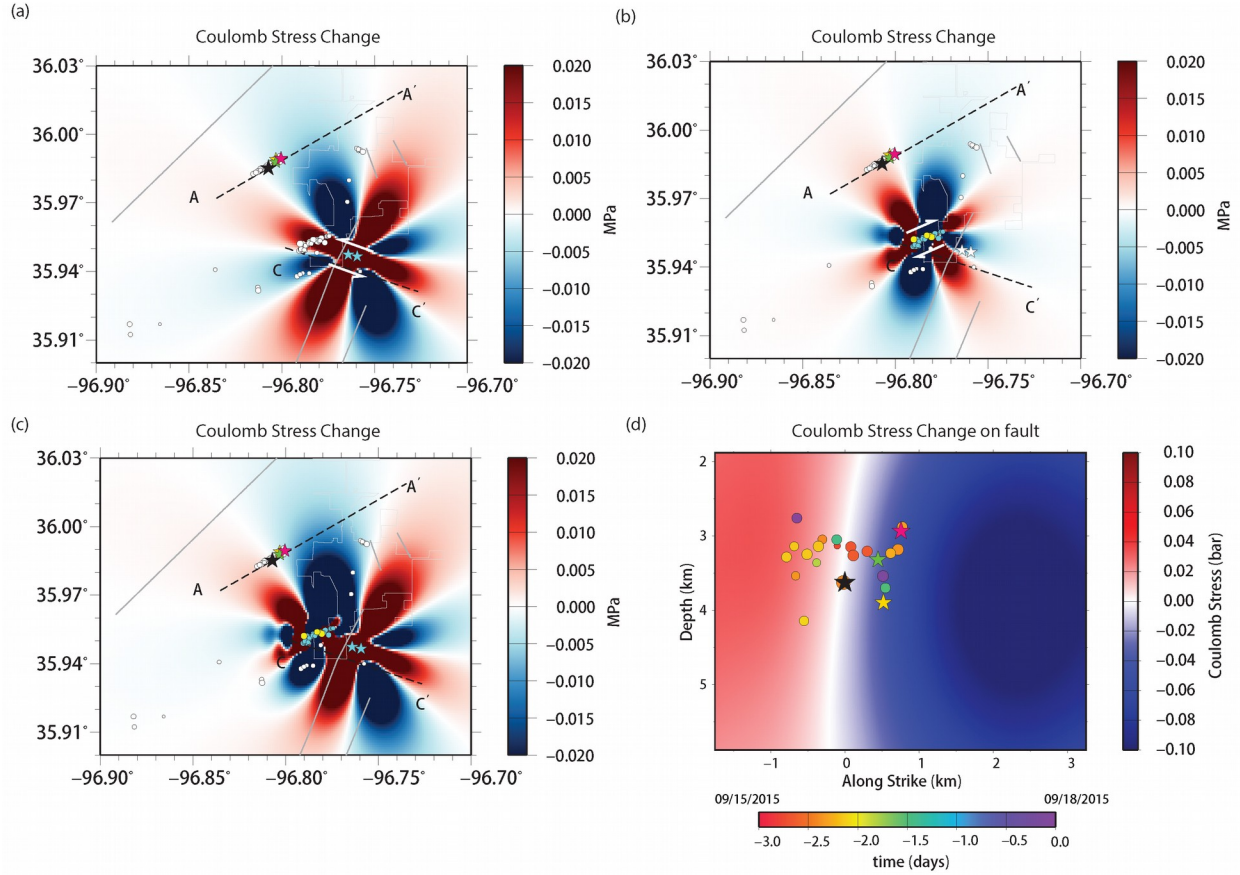 (a)
Coulomb Stress Change
36.03°
36.00°
35.97°
35.94°
35.91°
−96.90° −96.85° −96.80° −96.75° −96.70°
A
A′
C
C′
0.020
0.015
0.010
0.005
0.000
−0.005
−0.010
−0.015
−0.020
MPa
(b)
Coulomb Stress Change
36.03°
36.00°
35.97°
35.94°
35.91°
−96.90° −96.85° −96.80° −96.75° −96.70°
A
A′
C
C′
0.020
0.015
0.010
0.005
0.000
−0.005
−0.010
−0.015
−0.020
MPa
(c)
Coulomb Stress Change
36.03°
36.00°
35.97°
35.94°
35.91°
−96.90° −96.85° −96.80° −96.75° −96.70°
A
A′
C
C′
0.020
0.015
0.010
0.005
0.000
−0.005
−0.010
−0.015
−0.020
MPa
(d)
Coulomb Stress Change on fault
2
3
4
5
Depth (km)
−1 0 1 2 3
Along Strike (km)
0.10
0.08
0.06
0.04
0.02
0.00
−0.02
−0.04
−0.06
−0.08
−0.10
Coulomb Stress (bar)
09/15/2015 09/18/2015
−3.0 −2.5 −2.0 −1.5 −1.0 −0.5 0.0
time (days)